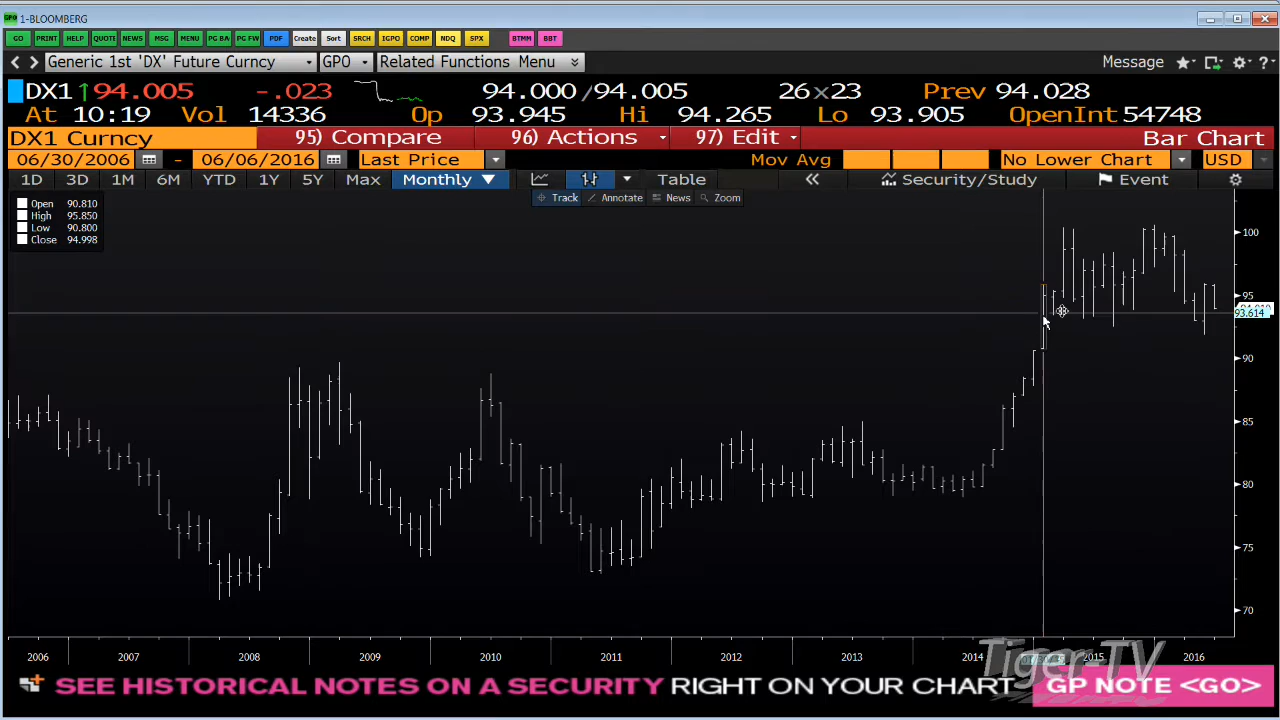 1-BLOOMBERG
GO PRINT HELP QUOTE NEWS MSG MENU PG BA PG FW PDF Create Sort SRCH IGPO COMP NDQ SPX BTMM BBT
Generic 1st 'DX' Future Curncy GPO Related Functions Menu Message
DX1 ↑94.005 -.023 94.000/94.005 26x23 Prev 94.028
At 10:19 Vol 14336 Op 93.945 Hi 94.265 Lo 93.905 OpenInt 54748
DX1 Curncy 95) Compare 96) Actions 97) Edit Bar Chart
06/30/2006 - 06/06/2016 Last Price Mov Avg No Lower Chart USD
1D 3D 1M 6M YTD 1Y 5Y Max Monthly ▼ Table « Security/Study Event
Track Annotate News Zoom
Open 90.810
High 95.850
Low 90.800
Close 94.998
100
95
93.614
90
85
80
75
70
2006 2007 2008 2009 2010 2011 2012 2013 2014 2015 2016
Tiger-TV
SEE HISTORICAL NOTES ON A SECURITY RIGHT ON YOUR CHART GP NOTE <GO>